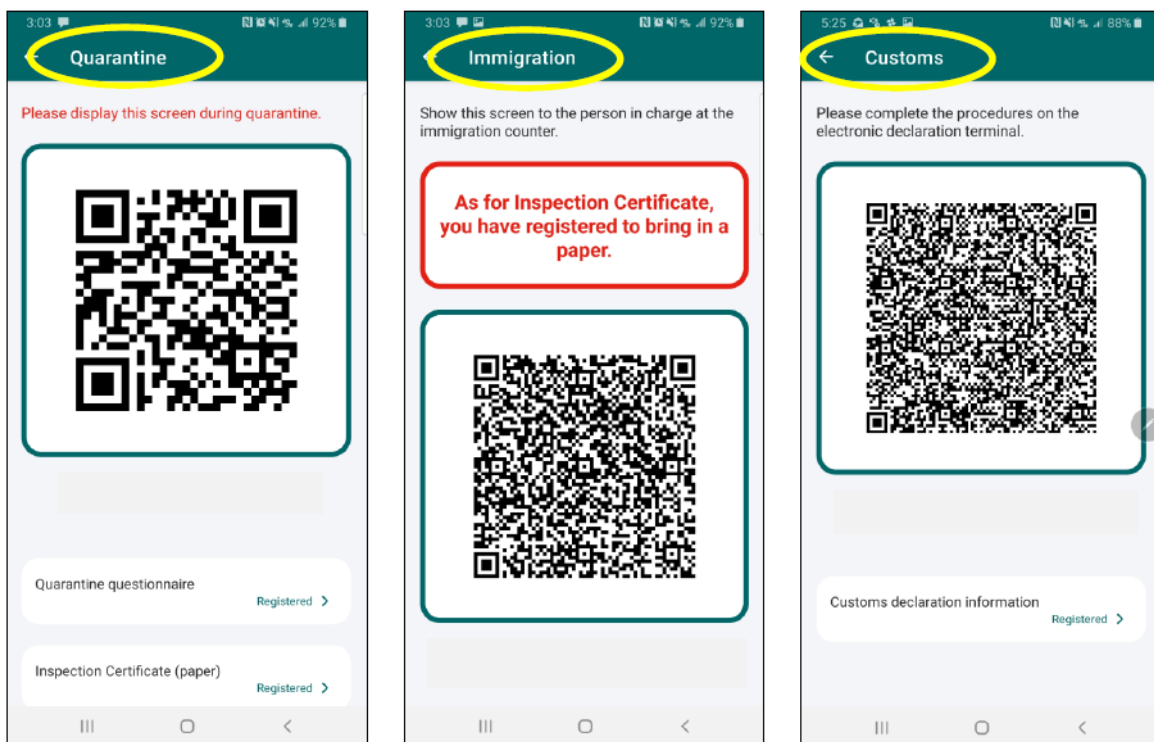 3:03 92%
Quarantine
Please display this screen during quarantine.
Quarantine questionnaire
Registered
Inspection Certificate (paper)
Registered
3:03 92%
Immigration
Show this screen to the person in charge at the
immigration counter.
As for Inspection Certificate,
you have registered to bring in a
paper.
5:25 88%
Customs
Please complete the procedures on the
electronic declaration terminal.
Customs declaration information
Registered